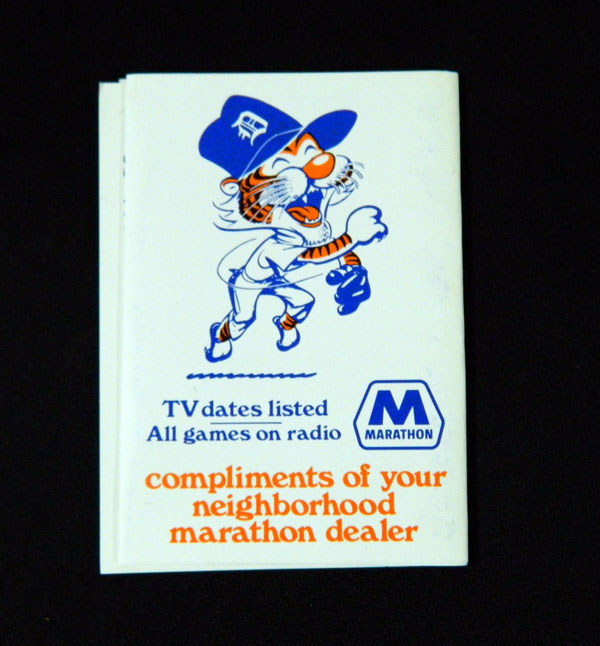 D
TV dates listed
All games on radio
M
MARATHON
compliments of your
neighborhood
marathon dealer